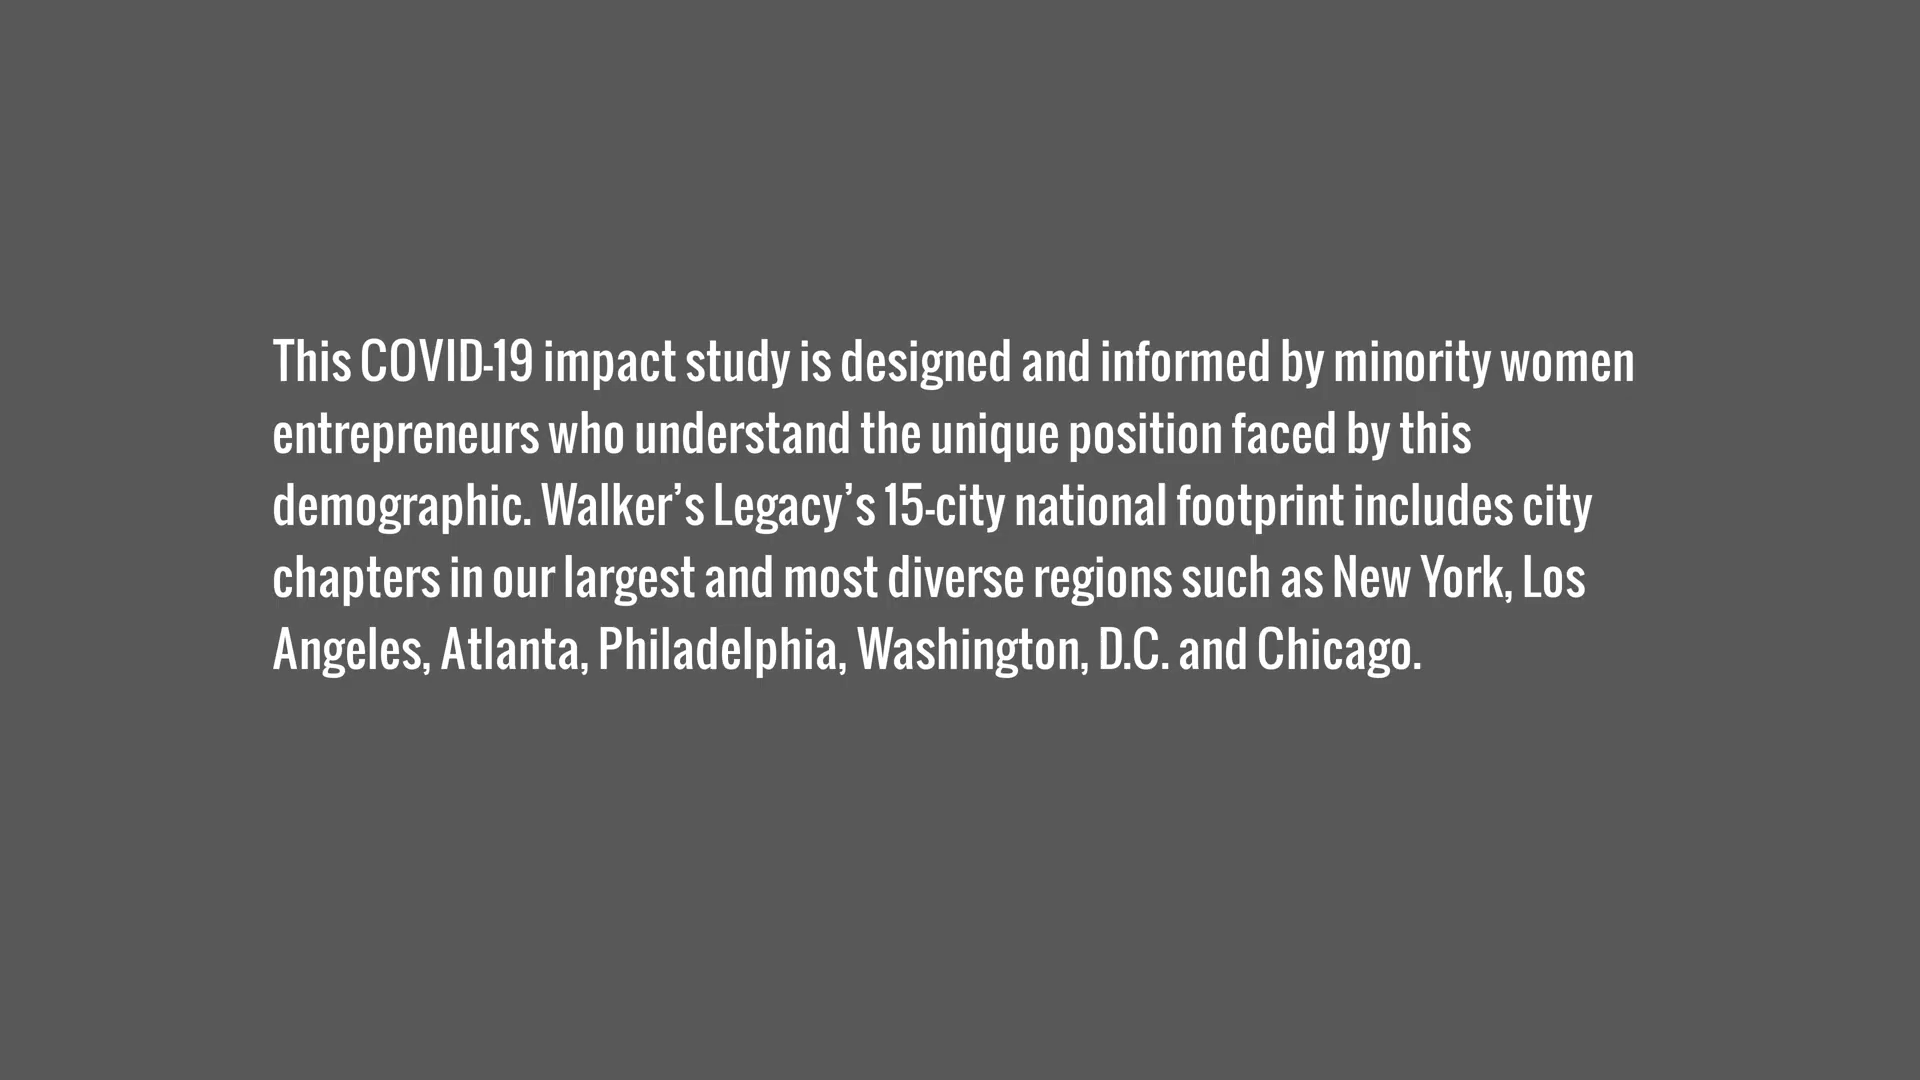 This COVID-19 impact study is designed and informed by minority women
entrepreneurs who understand the unique position faced by this
demographic. Walker’s Legacy’s 15-city national footprint includes city
chapters in our largest and most diverse regions such as New York, Los
Angeles, Atlanta, Philadelphia, Washington, D.C. and Chicago.